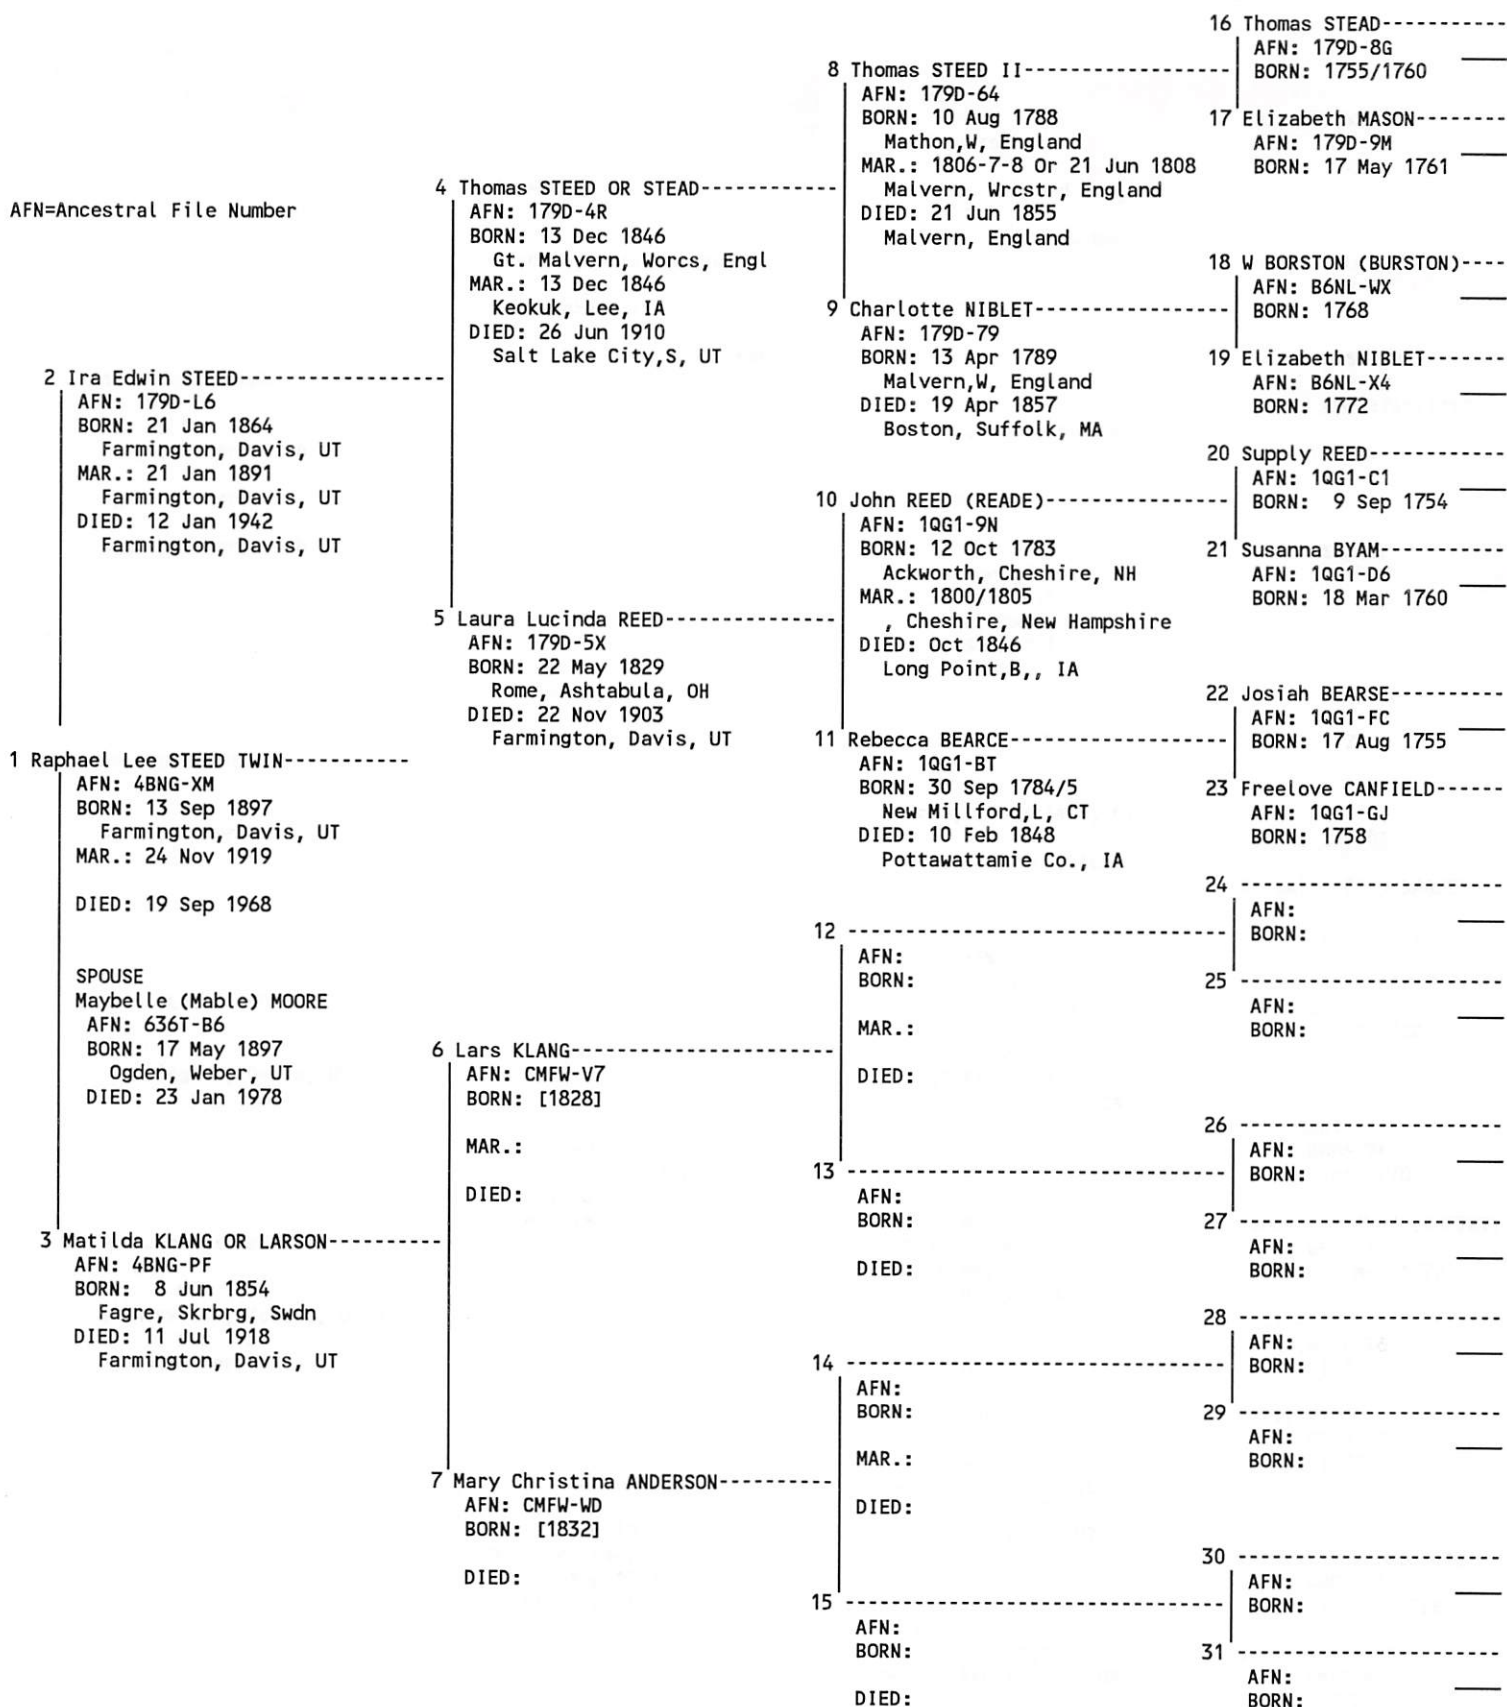 AFN=Ancestral File Number
1 Raphael Lee STEED TWIN-----------
AFN: 4BNG-XM
BORN: 13 Sep 1897
Farmington, Davis, UT
MAR.: 24 Nov 1919
DIED: 19 Sep 1968
SPOUSE
Maybelle (Mable) MOORE
AFN: 636T-B6
BORN: 17 May 1897
Ogden, Weber, UT
DIED: 23 Jan 1978
2 Ira Edwin STEED-----------------
AFN: 179D-L6
BORN: 21 Jan 1864
Farmington, Davis, UT
MAR.: 21 Jan 1891
Farmington, Davis, UT
DIED: 12 Jan 1942
Farmington, Davis, UT
3 Matilda KLANG OR LARSON----------
AFN: 4BNG-PF
BORN:  8 Jun 1854
Fagre, Skrbrg, Swdn
DIED: 11 Jul 1918
Farmington, Davis, UT
4 Thomas STEED OR STEAD------------
AFN: 179D-4R
BORN: 13 Dec 1846
Gt. Malvern, Worcs, Engl
MAR.: 13 Dec 1846
Keokuk, Lee, IA
DIED: 26 Jun 1910
Salt Lake City,S, UT
5 Laura Lucinda REED---------------
AFN: 179D-5X
BORN: 22 May 1829
Rome, Ashtabula, OH
DIED: 22 Nov 1903
Farmington, Davis, UT
6 Lars KLANG-----------------------
AFN: CMFW-V7
BORN: [1828]
MAR.:
DIED:
7 Mary Christina ANDERSON----------
AFN: CMFW-WD
BORN: [1832]
DIED:
8 Thomas STEED II------------------
AFN: 179D-64
BORN: 10 Aug 1788
Mathon,W, England
MAR.: 1806-7-8 Or 21 Jun 1808
Malvern, Wrcstr, England
DIED: 21 Jun 1855
Malvern, England
9 Charlotte NIBLET-----------------
AFN: 179D-79
BORN: 13 Apr 1789
Malvern,W, England
DIED: 19 Apr 1857
Boston, Suffolk, MA
10 John REED (READE)----------------
AFN: 1QG1-9N
BORN: 12 Oct 1783
Ackworth, Cheshire, NH
MAR.: 1800/1805
, Cheshire, New Hampshire
DIED: Oct 1846
Long Point,B,, IA
11 Rebecca BEARCE-------------------
AFN: 1QG1-BT
BORN: 30 Sep 1784/5
New Millford,L, CT
DIED: 10 Feb 1848
Pottawattamie Co., IA
12 ---------------------------------
AFN:
BORN:
MAR.:
DIED:
13 ---------------------------------
AFN:
BORN:
DIED:
14 ---------------------------------
AFN:
BORN:
MAR.:
DIED:
15 ---------------------------------
AFN:
BORN:
DIED:
16 Thomas STEAD-----------
AFN: 179D-8G
BORN: 1755/1760
17 Elizabeth MASON--------
AFN: 179D-9M
BORN: 17 May 1761
18 W BORSTON (BURSTON)----
AFN: B6NL-WX
BORN: 1768
19 Elizabeth NIBLET-------
AFN: B6NL-X4
BORN: 1772
20 Supply REED------------
AFN: 1QG1-C1
BORN:  9 Sep 1754
21 Susanna BYAM-----------
AFN: 1QG1-D6
BORN: 18 Mar 1760
22 Josiah BEARSE----------
AFN: 1QG1-FC
BORN: 17 Aug 1755
23 Freelove CANFIELD------
AFN: 1QG1-GJ
BORN: 1758
24 -----------------------
AFN:
BORN:
25 -----------------------
AFN:
BORN:
26 -----------------------
AFN:
BORN:
27 -----------------------
AFN:
BORN:
28 -----------------------
AFN:
BORN:
29 -----------------------
AFN:
BORN:
30 -----------------------
AFN:
BORN:
31 -----------------------
AFN:
BORN: